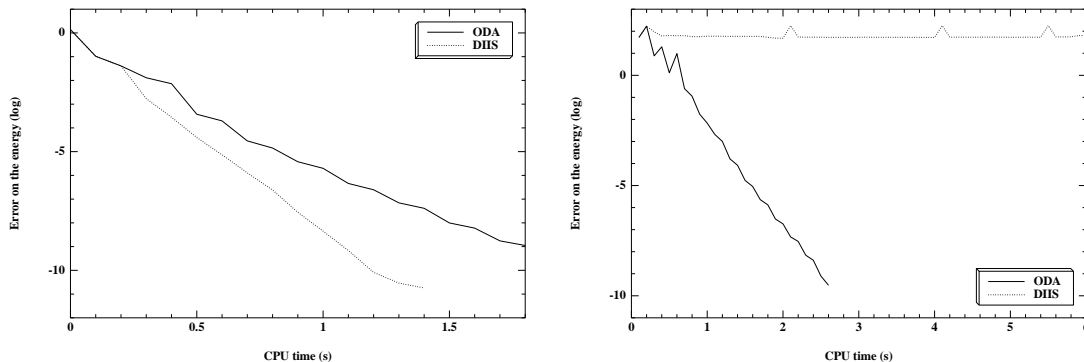 0
-5
-10
Error on the energy (log)
0
0.5
1
1.5
CPU time (s)
ODA
DIIS
0
-5
-10
Error on the energy (log)
0
1
2
3
4
5
6
CPU time (s)
ODA
DIIS